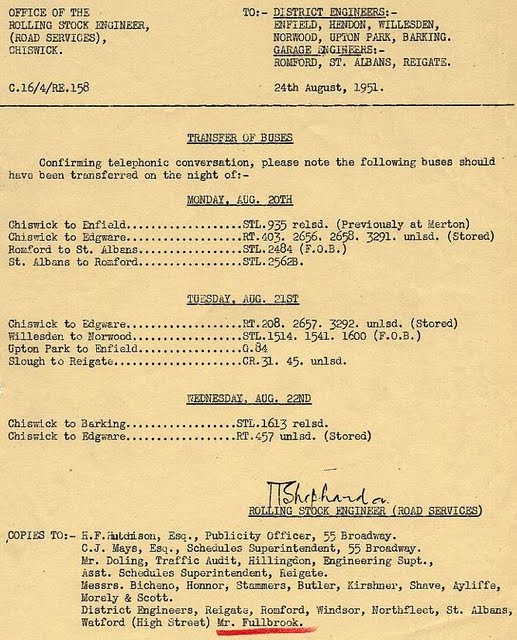 OFFICE OF THE
ROLLING STOCK ENGINEER,
(ROAD SERVICES),
CHISWICK.
TO:- DISTRICT ENGINEERS:-
ENFIELD, HENDON, WILLESDEN,
NORWOOD, UPTON PARK, BARKING.
GARAGE ENGINEERS:-
ROMFORD, ST. ALBANS, REIGATE.
C.16/4/RE.158
24th August, 1951.
TRANSFER OF BUSES
Confirming telephonic conversation, please note the following buses should
have been transferred on the night of:-
MONDAY, AUG. 20TH
Chiswick to Enfield...................STL.935 relsd. (Previously at Merton)
Chiswick to Edgware..................RT.403. 2656. 2658. 3291. unlsd. (Stored)
Romford to St. Albans................STL.2484 (F.O.B.)
St. Albans to Romford................STL.2562B.
TUESDAY, AUG. 21ST
Chiswick to Edgware..................RT.208. 2657. 3292. unlsd. (Stored)
Willesden to Norwood.................STL.1514. 1541. 1600 (F.O.B.)
Upton Park to Enfield................G.84
Slough to Reigate....................CR.31. 45. unlsd.
WEDNESDAY, AUG. 22ND
Chiswick to Barking..................STL.1613 relsd.
Chiswick to Edgware..................RT.457 unlsd. (Stored)
Shephard
ROLLING STOCK ENGINEER (ROAD SERVICES)
COPIES TO:- H.F.Hutchison, Esq., Publicity Officer, 55 Broadway.
C.J. Mays, Esq., Schedules Superintendent, 55 Broadway.
Mr. Doling, Traffic Audit, Hillingdon, Engineering Supt.,
Asst. Schedules Superintendent, Reigate.
Messrs. Bicheno, Honnor, Stammers, Butler, Kirshner, Shave, Ayliffe,
Morely & Scott.
District Engineers, Reigate, Romford, Windsor, Northfleet, St. Albans,
Watford (High Street) Mr. Fullbrook.